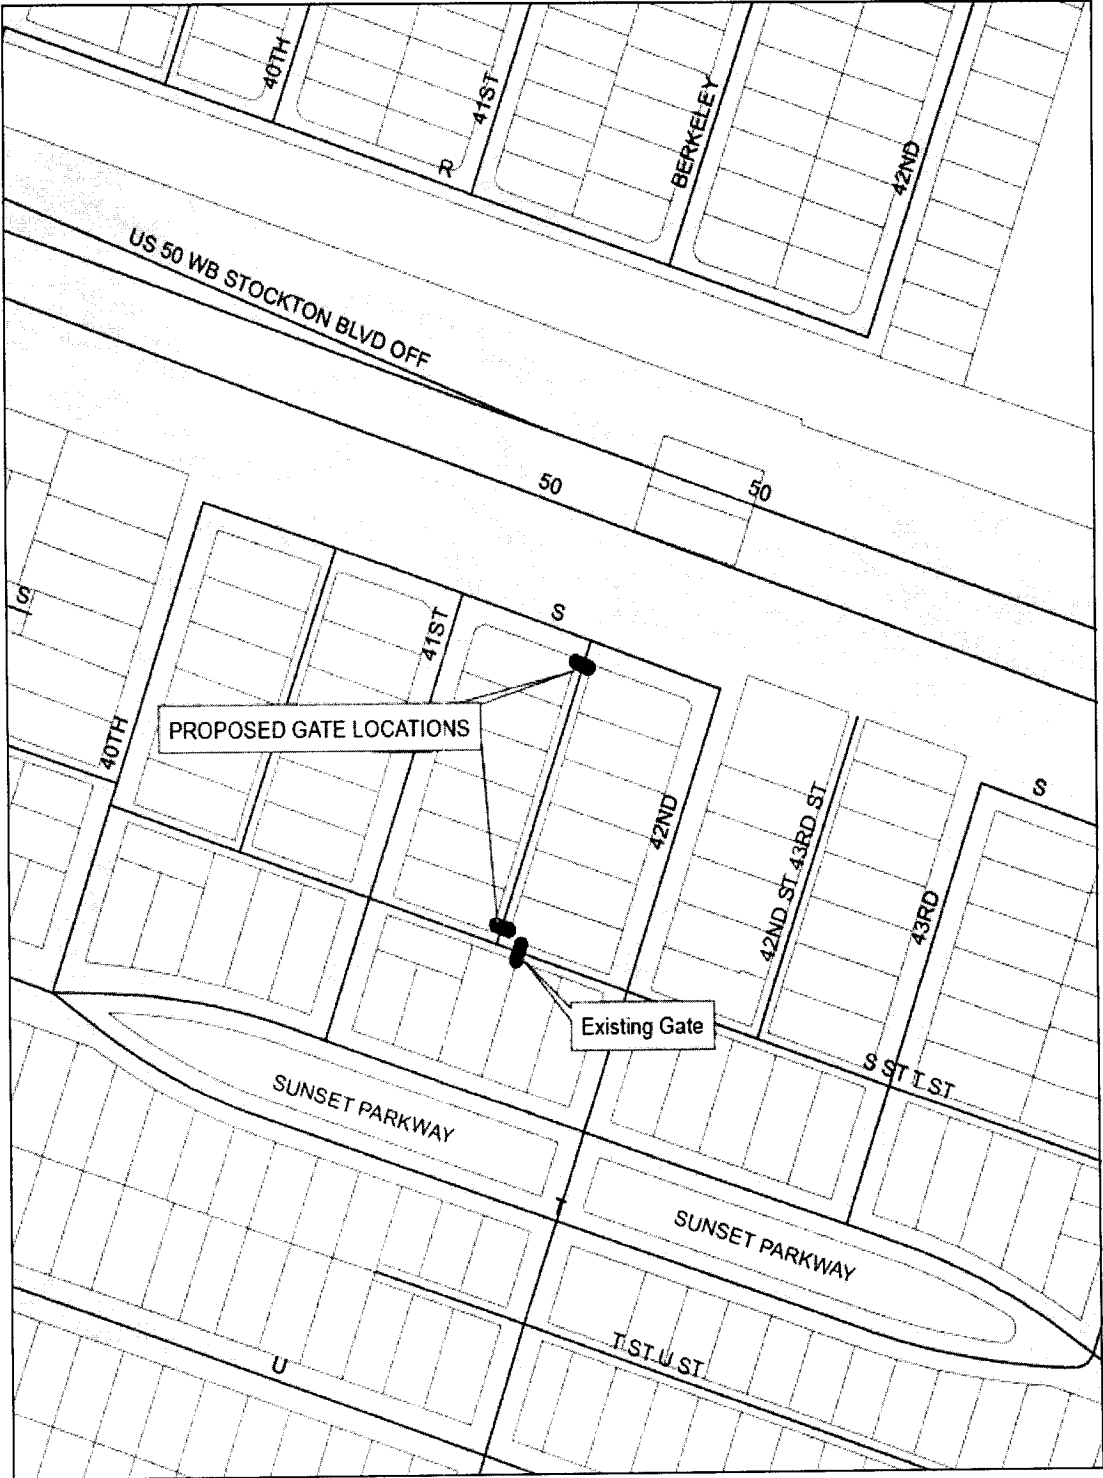 40TH
41ST
BERKELEY
42ND
R
US 50 WB STOCKTON BLVD OFF
50
50
S
S
41ST
PROPOSED GATE LOCATIONS
40TH
42ND
42ND ST 43RD ST
S
43RD
Existing Gate
S ST T ST
SUNSET PARKWAY
T
SUNSET PARKWAY
T ST U ST
U